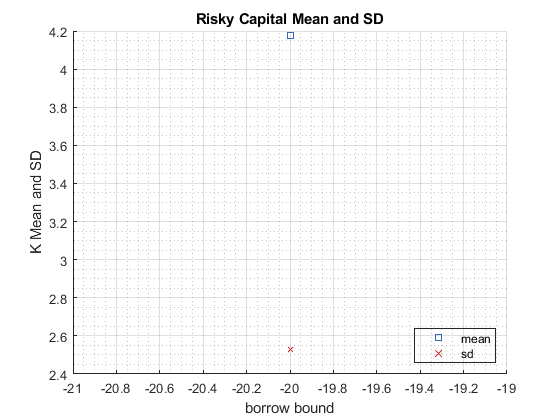 Risky Capital Mean and SD
4.2
4
3.8
3.6
3.4
3.2
3
2.8
2.6
2.4
K Mean and SD
mean
sd
-21 -20.8 -20.6 -20.4 -20.2 -20 -19.8 -19.6 -19.4 -19.2 -19
borrow bound